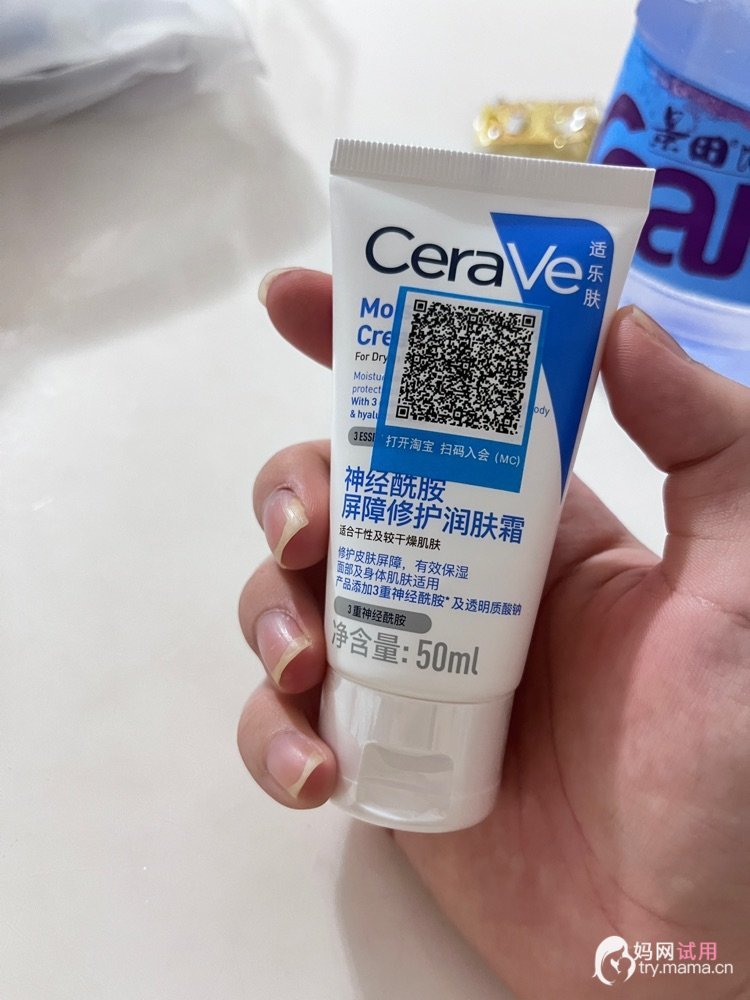 CeraVe
适乐肤
Mo
Cre
For Dry
Moistu
protect
body
With 3
& hyalu
3 ESSE
打开淘宝 扫码入会 (MC)
神经酰胺
屏障修护润肤霜
适合干性及较干燥肌肤
修护皮肤屏障，有效保湿
面部及身体肌肤适用
产品添加3重神经酰胺*及透明质酸钠
3重神经酰胺
净含量: 50ml
景田
妈网试用
try.mama.cn